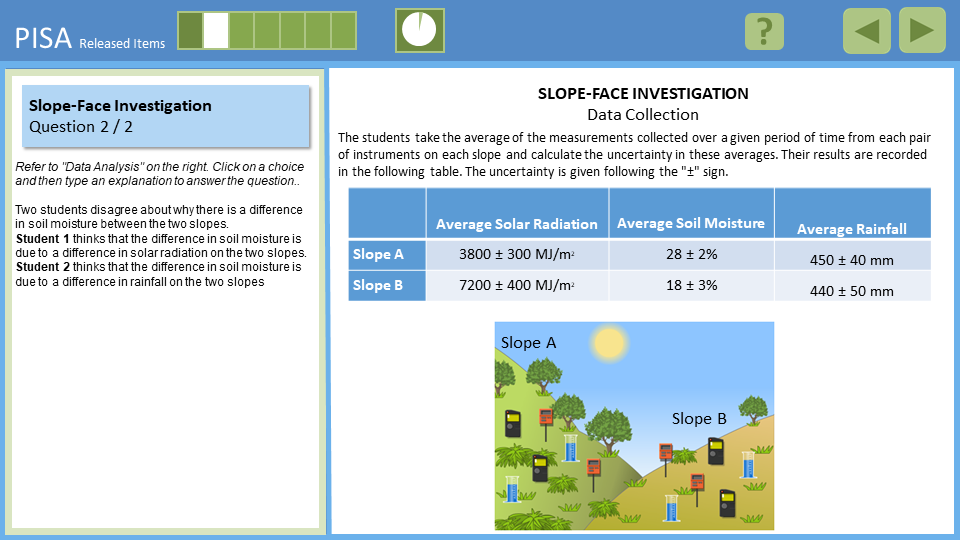 PISA Released Items
?
Slope-Face Investigation
Question 2 / 2
Refer to "Data Analysis" on the right. Click on a choice
and then type an explanation to answer the question..
Two students disagree about why there is a difference
in soil moisture between the two slopes.
Student 1 thinks that the difference in soil moisture is
due to a difference in solar radiation on the two slopes.
Student 2 thinks that the difference in soil moisture is
due to a difference in rainfall on the two slopes
SLOPE-FACE INVESTIGATION
Data Collection
The students take the average of the measurements collected over a given period of time from each pair
of instruments on each slope and calculate the uncertainty in these averages. Their results are recorded
in the following table. The uncertainty is given following the "±" sign.
Average Solar Radiation Average Soil Moisture Average Rainfall
Slope A 3800 ± 300 MJ/m² 28 ± 2% 450 ± 40 mm
Slope B 7200 ± 400 MJ/m² 18 ± 3% 440 ± 50 mm
Slope A
Slope B